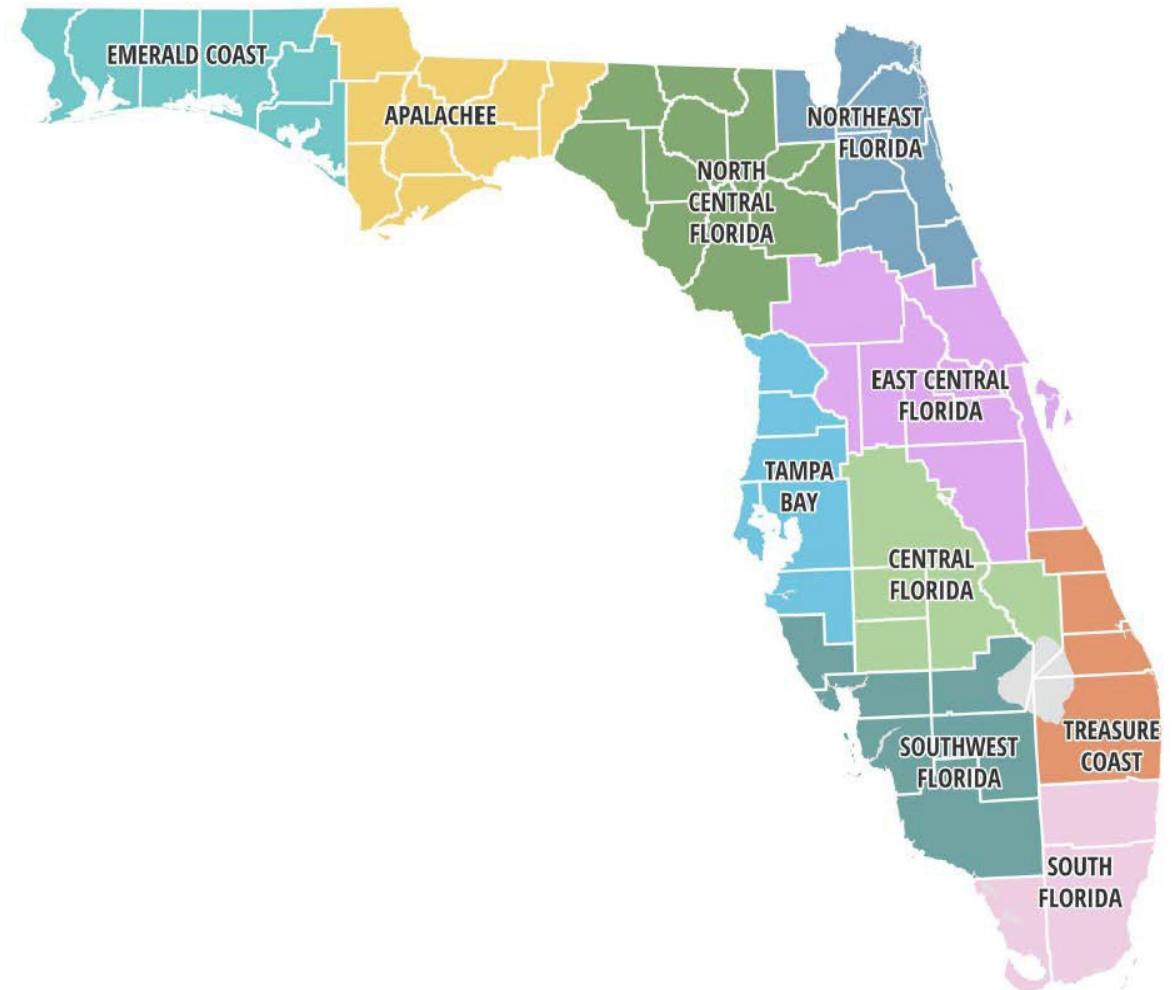 EMERALD COAST
APALACHEE
NORTHEAST
FLORIDA
NORTH
CENTRAL
FLORIDA
EAST CENTRAL
FLORIDA
TAMPA
BAY
CENTRAL
FLORIDA
SOUTHWEST
FLORIDA
TREASURE
COAST
SOUTH
FLORIDA